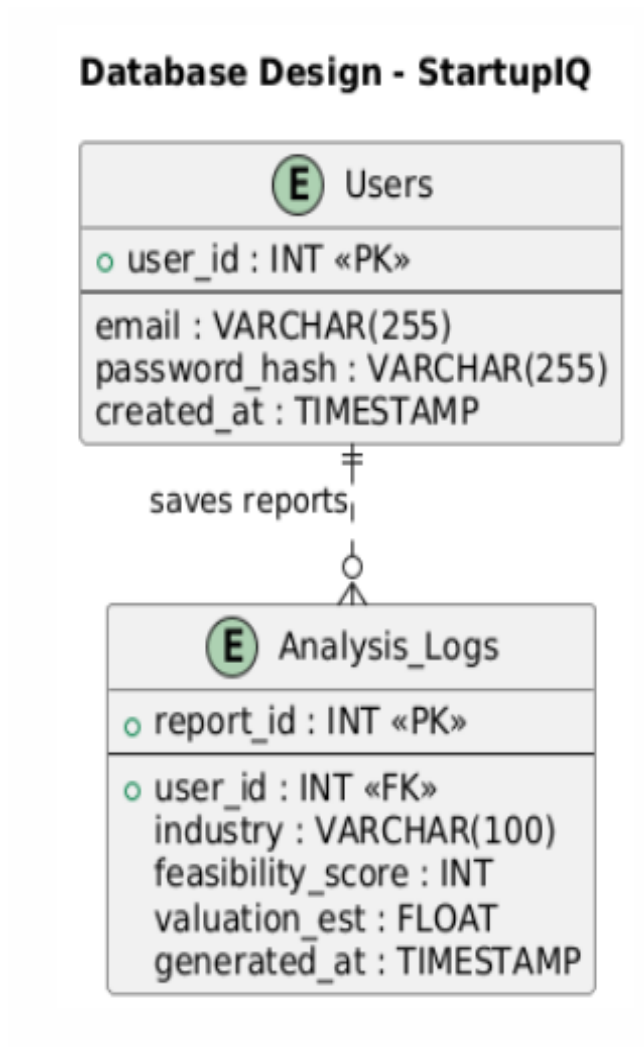 Database Design - StartupIQ
E Users
user_id : INT «PK»
email : VARCHAR(255)
password_hash : VARCHAR(255)
created_at : TIMESTAMP
saves reports
E Analysis_Logs
report_id : INT «PK»
user_id : INT «FK»
industry : VARCHAR(100)
feasibility_score : INT
valuation_est : FLOAT
generated_at : TIMESTAMP